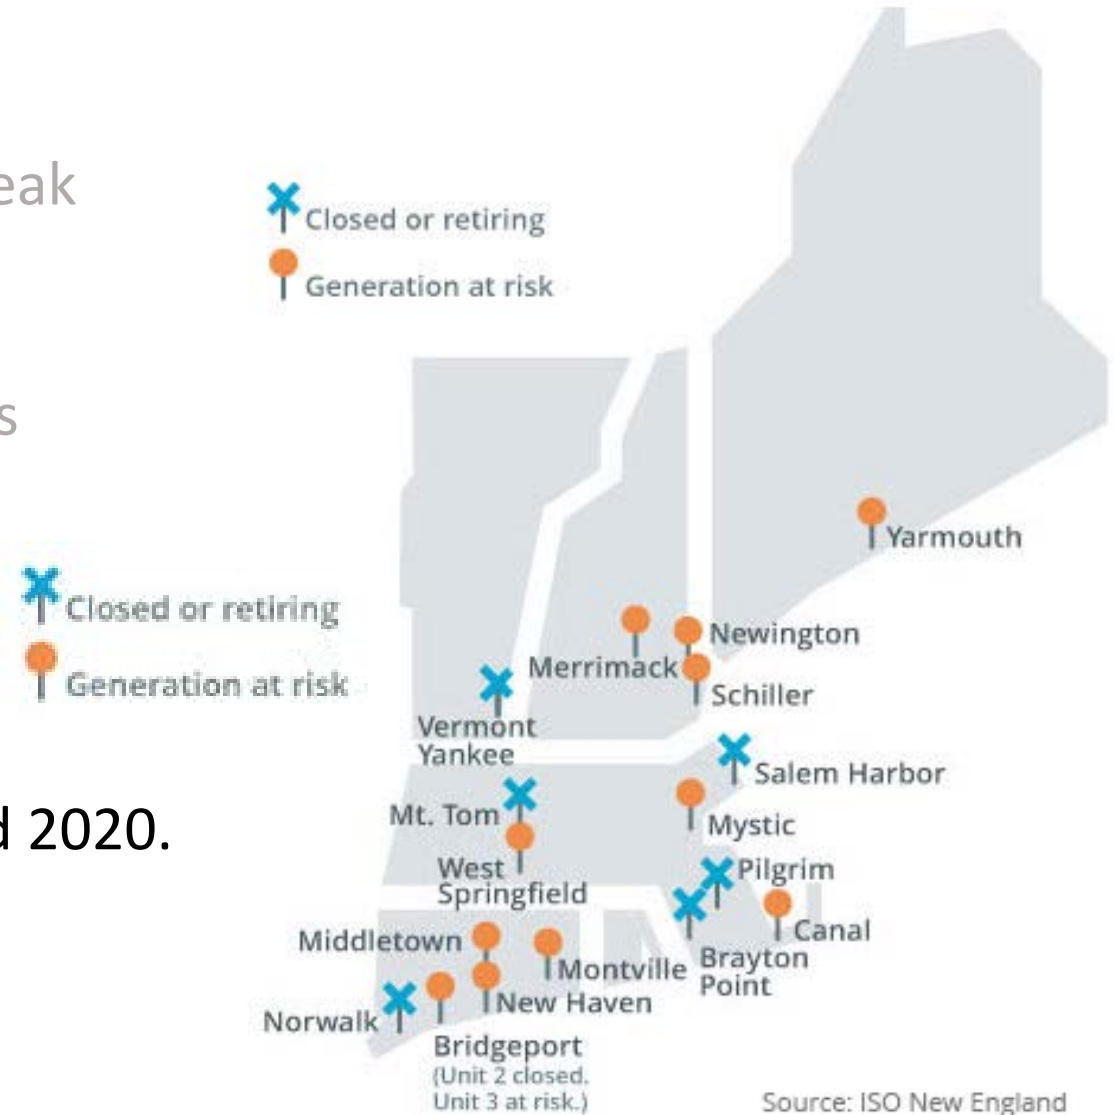 eak
Closed or retiring
Generation at risk
s
Closed or retiring
Generation at risk
d 2020.
Yarmouth
Newington
Merrimack
Schiller
Vermont
Yankee
Salem Harbor
Mt. Tom
Mystic
West
Springfield
Pilgrim
Canal
Middletown
Montville
Brayton
Point
New Haven
Norwalk
Bridgeport
(Unit 2 closed.
Unit 3 at risk.)
Source: ISO New England